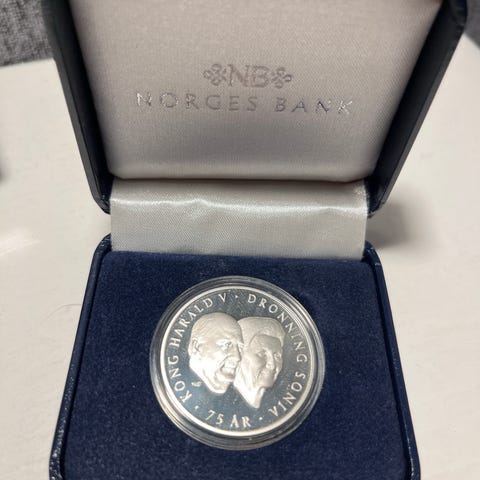 NB
NORGES BANK
KONG HARALD V · DRONNING SONJA ·
75 ÅR ·